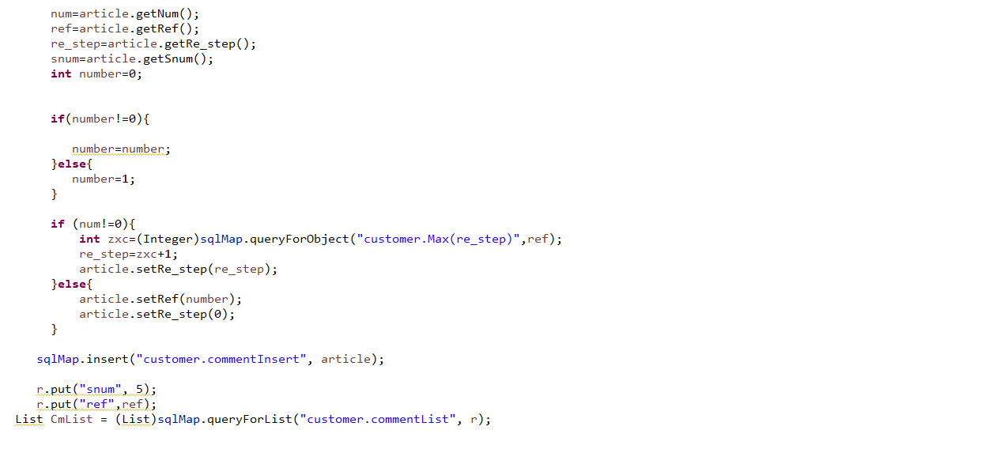 num=article.getNum();
ref=article.getRef();
re_step=article.getRe_step();
snum=article.getSnum();
int number=0;
if(number!=0){
number=number;
}else{
number=1;
}
if (num!=0){
int zxc=(Integer)sqlMap.queryForObject("customer.Max(re_step)",ref);
re_step=zxc+1;
article.setRe_step(re_step);
}else{
article.setRef(number);
article.setRe_step(0);
}
sqlMap.insert("customer.commentInsert", article);
r.put("snum", 5);
r.put("ref",ref);
List CmList = (List)sqlMap.queryForList("customer.commentList", r);